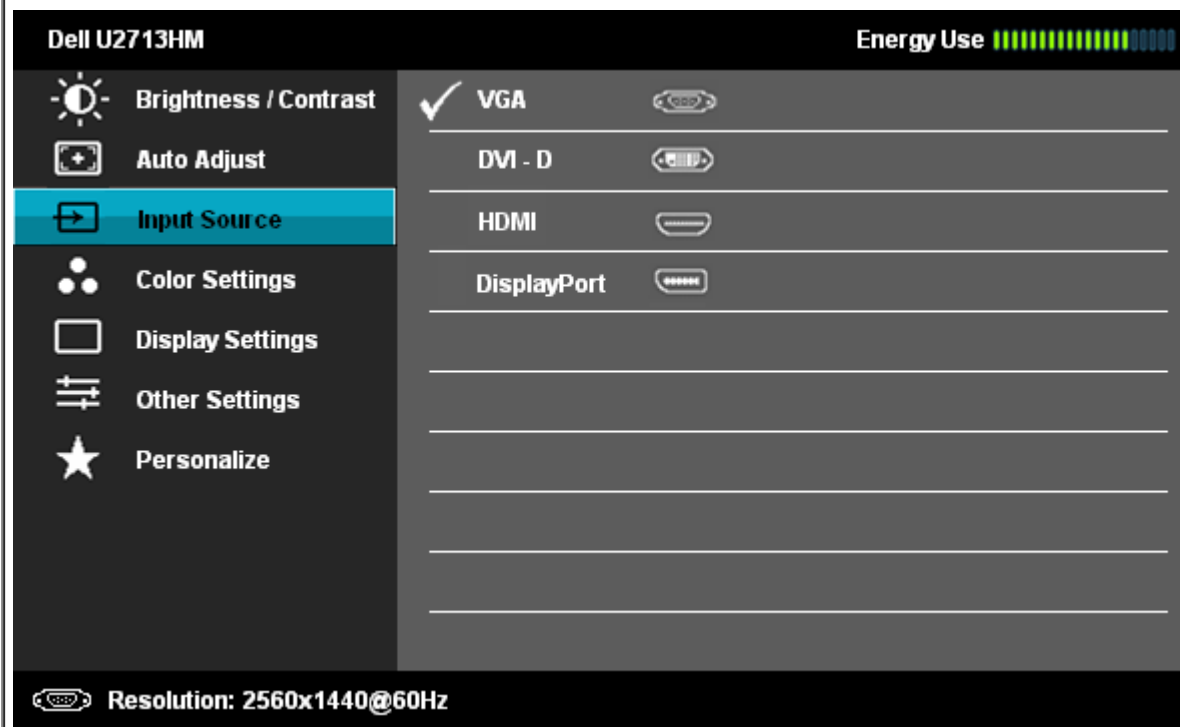 Dell U2713HM Energy Use
Brightness / Contrast VGA
Auto Adjust DVI - D
Input Source HDMI
Color Settings DisplayPort
Display Settings
Other Settings
Personalize
Resolution: 2560x1440@60Hz